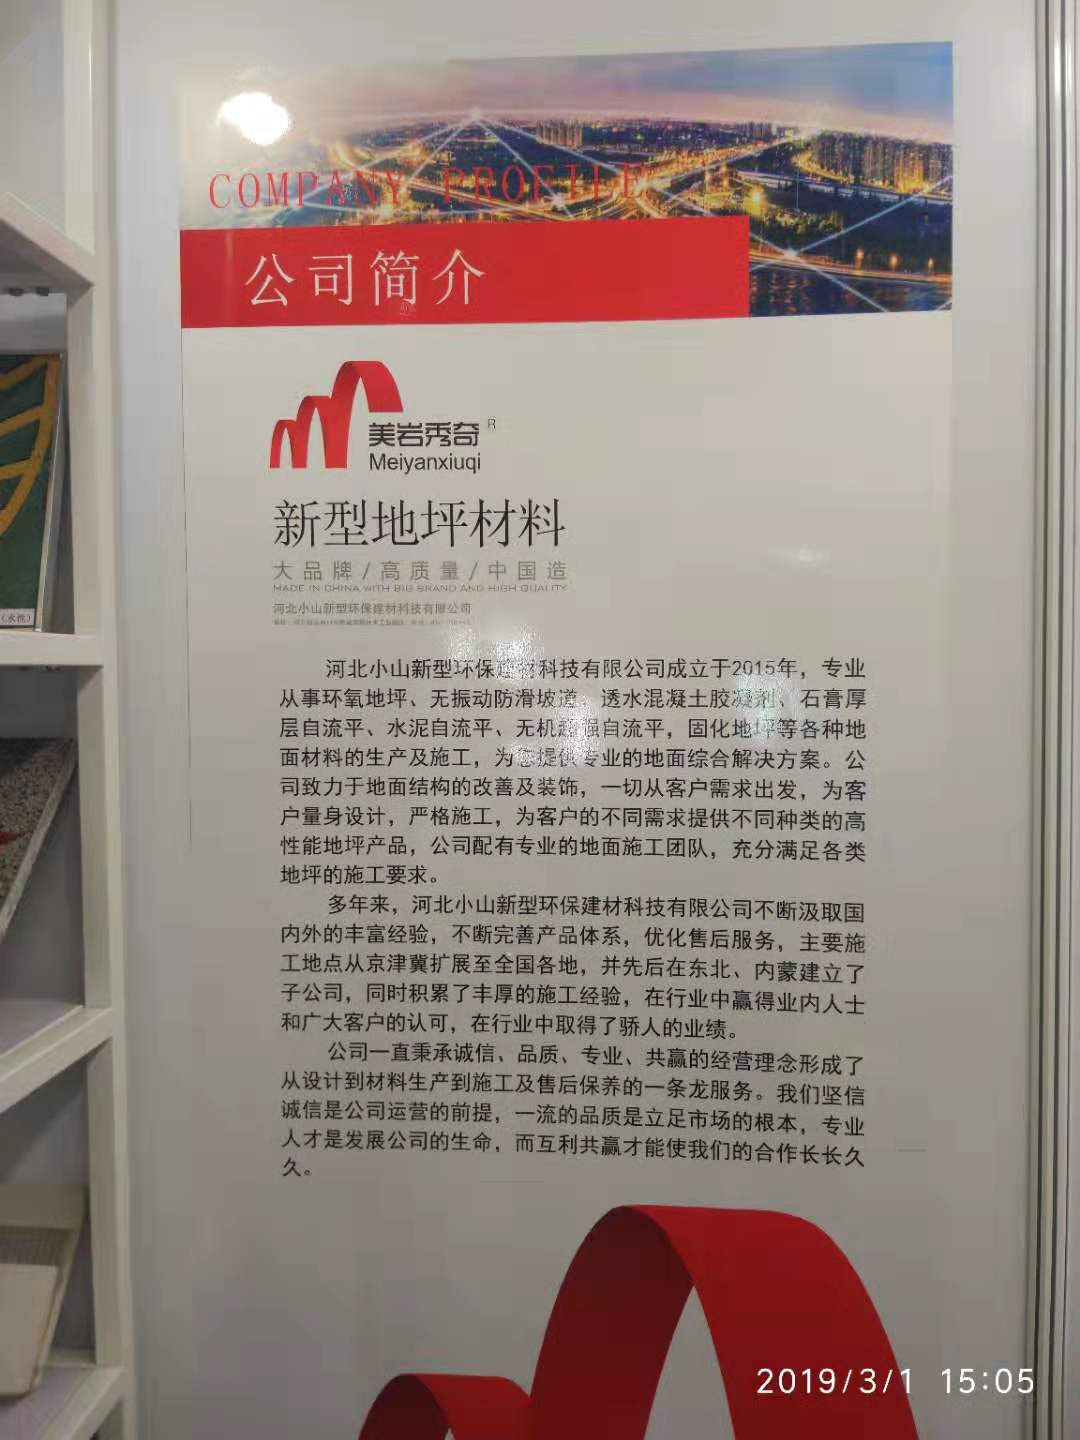 COMPANY PROFILE
公司简介
美岩秀奇 R
Meiyanxiuqi
新型地坪材料
大品牌/高质量/中国造
MADE IN CHINA WITH BIG BRAND AND HIGH QUALITY
河北小山新型环保建材科技有限公司
河北小山新型环保建材科技有限公司成立于2015年，专业
从事环氧地坪、无振动防滑坡道、透水混凝土胶凝剂、石膏厚
层自流平、水泥自流平、无机超强自流平，固化地坪等各种地
面材料的生产及施工，为您提供专业的地面综合解决方案。公
司致力于地面结构的改善及装饰，一切从客户需求出发，为客
户量身设计，严格施工，为客户的不同需求提供不同种类的高
性能地坪产品，公司配有专业的地面施工团队，充分满足各类
地坪的施工要求。
多年来，河北小山新型环保建材科技有限公司不断汲取国
内外的丰富经验，不断完善产品体系，优化售后服务，主要施
工地点从京津冀扩展至全国各地，并先后在东北、内蒙建立了
子公司，同时积累了丰厚的施工经验，在行业中赢得业内人士
和广大客户的认可，在行业中取得了骄人的业绩。
公司一直秉承诚信、品质、专业、共赢的经营理念形成了
从设计到材料生产到施工及售后保养的一条龙服务。我们坚信
诚信是公司运营的前提，一流的品质是立足市场的根本，专业
人才是发展公司的生命，而互利共赢才能使我们的合作长长久
久。
2019/3/1 15:05